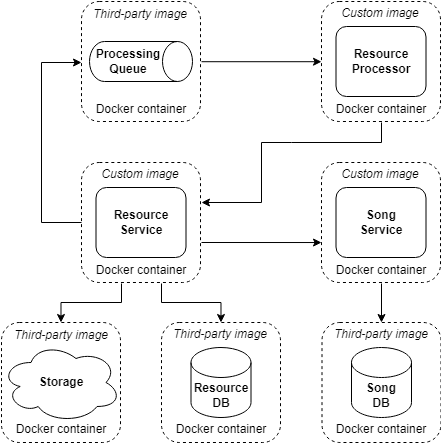 Third-party image
Processing
Queue
Docker container
Custom image
Resource
Processor
Docker container
Custom image
Resource
Service
Docker container
Custom image
Song
Service
Docker container
Third-party image
Storage
Docker container
Third-party image
Resource
DB
Docker container
Third-party image
Song
DB
Docker container